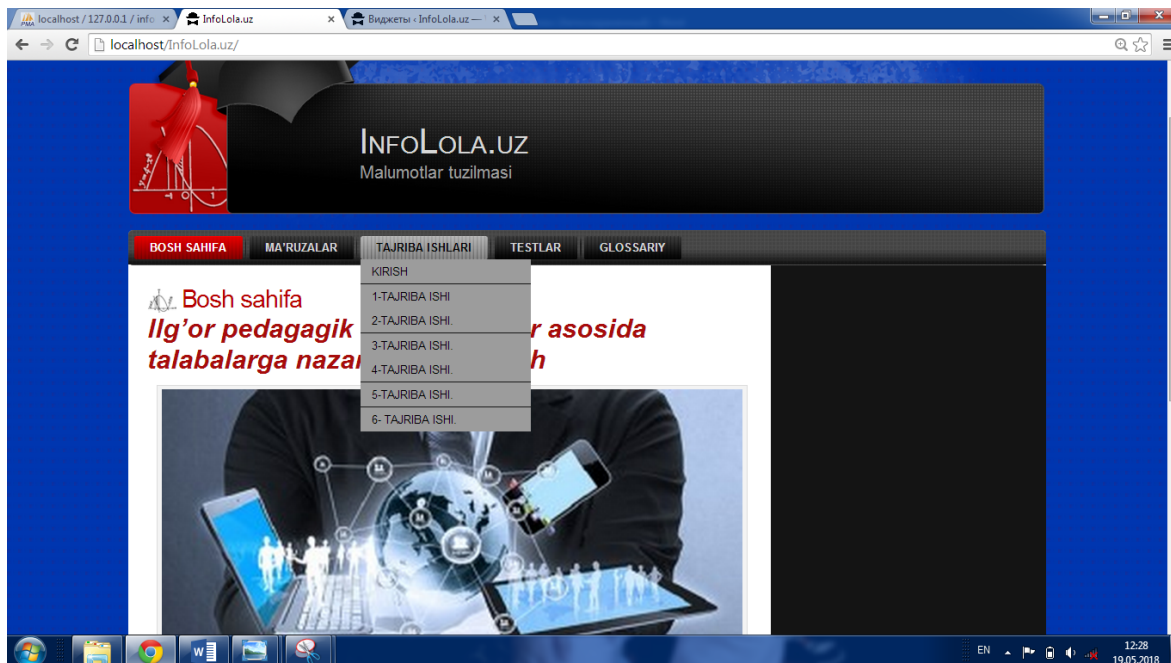 localhost / 127.0.0.1 / info
InfoLola.uz
Виджеты ‹ InfoLola.uz —
localhost/InfoLola.uz/
InfoLola.uz
Malumotlar tuzilmasi
BOSH SAHIFA MA'RUZALAR TAJRIBA ISHLARI TESTLAR GLOSSARIY
KIRISH
1-TAJRIBA ISHI
2-TAJRIBA ISHI.
3-TAJRIBA ISHI.
4-TAJRIBA ISHI.
5-TAJRIBA ISHI.
6- TAJRIBA ISHI.
Bosh sahifa
Ilg’or pedagagik r asosida
talabalarga naza h
EN
12:28
19.05.2018